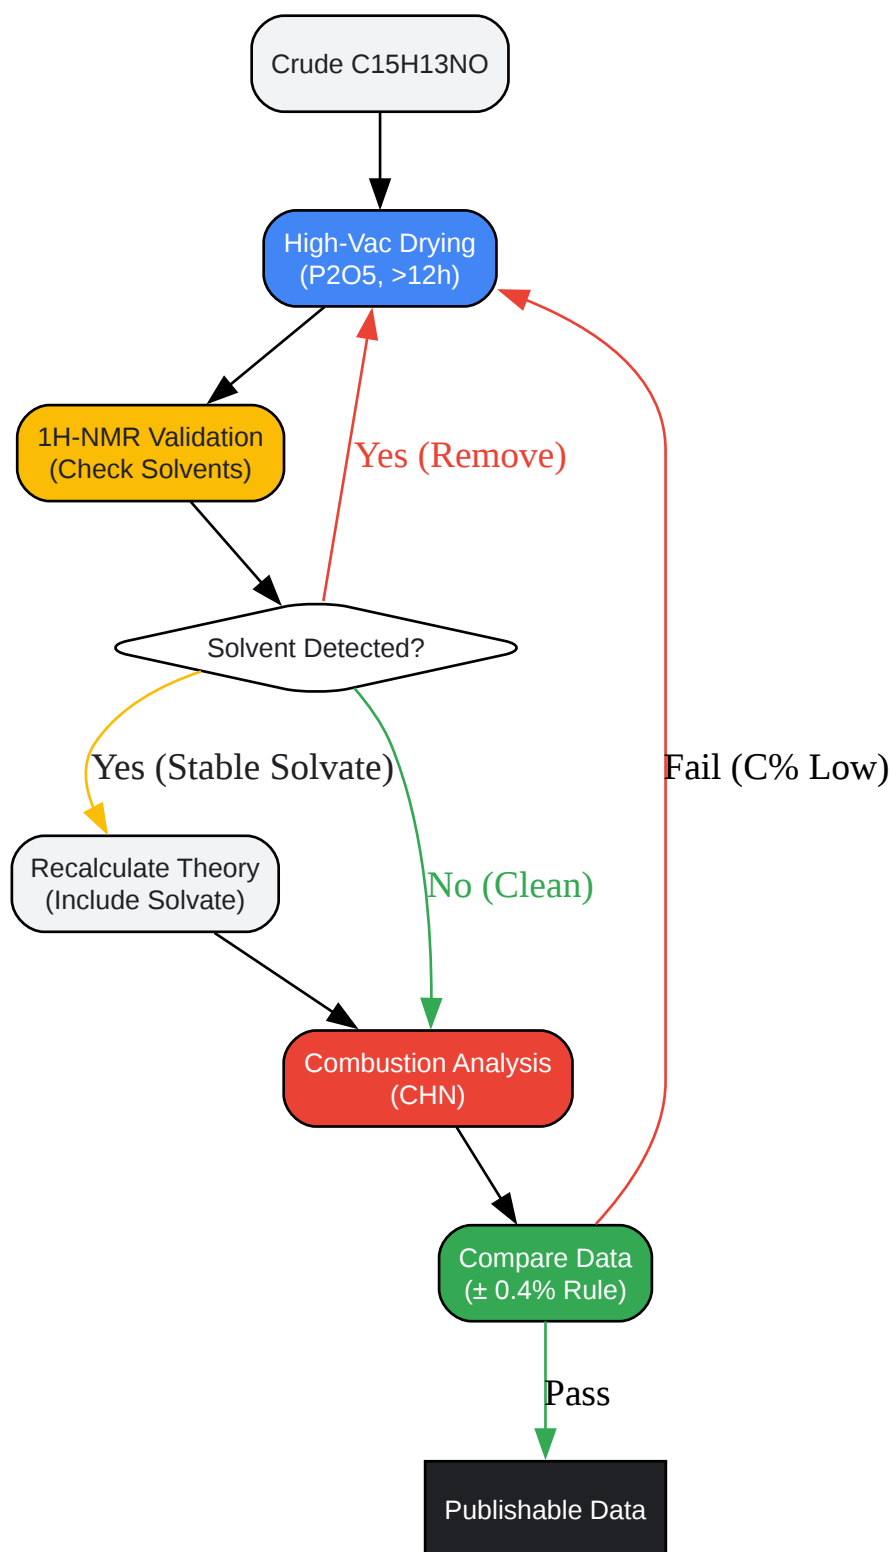 Crude C15H13NO
High-Vac Drying
(P2O5, >12h)
1H-NMR Validation
(Check Solvents)
Yes (Remove)
Solvent Detected?
Yes (Stable Solvate)
Fail (C% Low)
Recalculate Theory
(Include Solvate)
No (Clean)
Combustion Analysis
(CHN)
Compare Data
(± 0.4% Rule)
Pass
Publishable Data